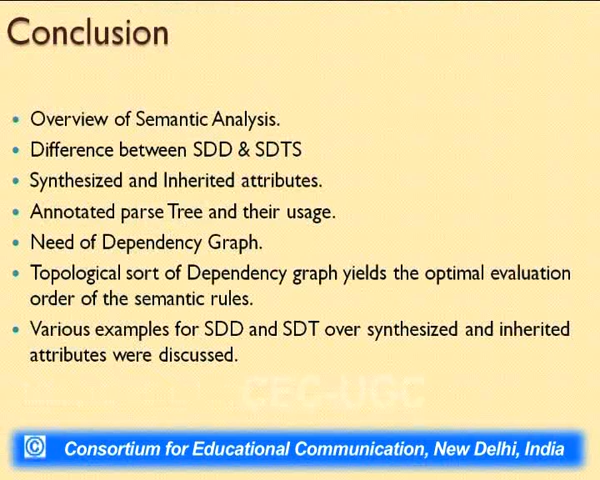 Conclusion
• Overview of Semantic Analysis.
• Difference between SDD & SDTS
• Synthesized and Inherited attributes.
• Annotated parse Tree and their usage.
• Need of Dependency Graph.
• Topological sort of Dependency graph yields the optimal evaluation
order of the semantic rules.
• Various examples for SDD and SDT over synthesized and inherited
attributes were discussed.
CEC-UGC
© Consortium for Educational Communication, New Delhi, India